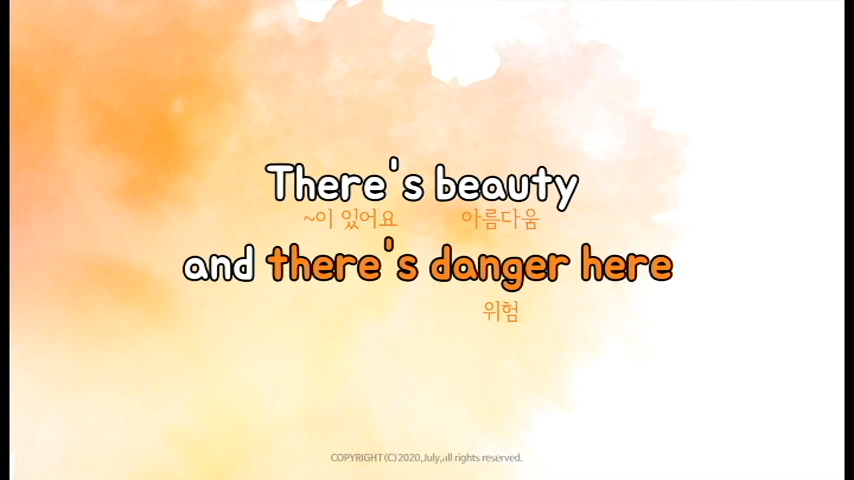 There's beauty
~이 있어요 아름다움
and there's danger here
위험
COPYRIGHT (C) 2020, July, all rights reserved.